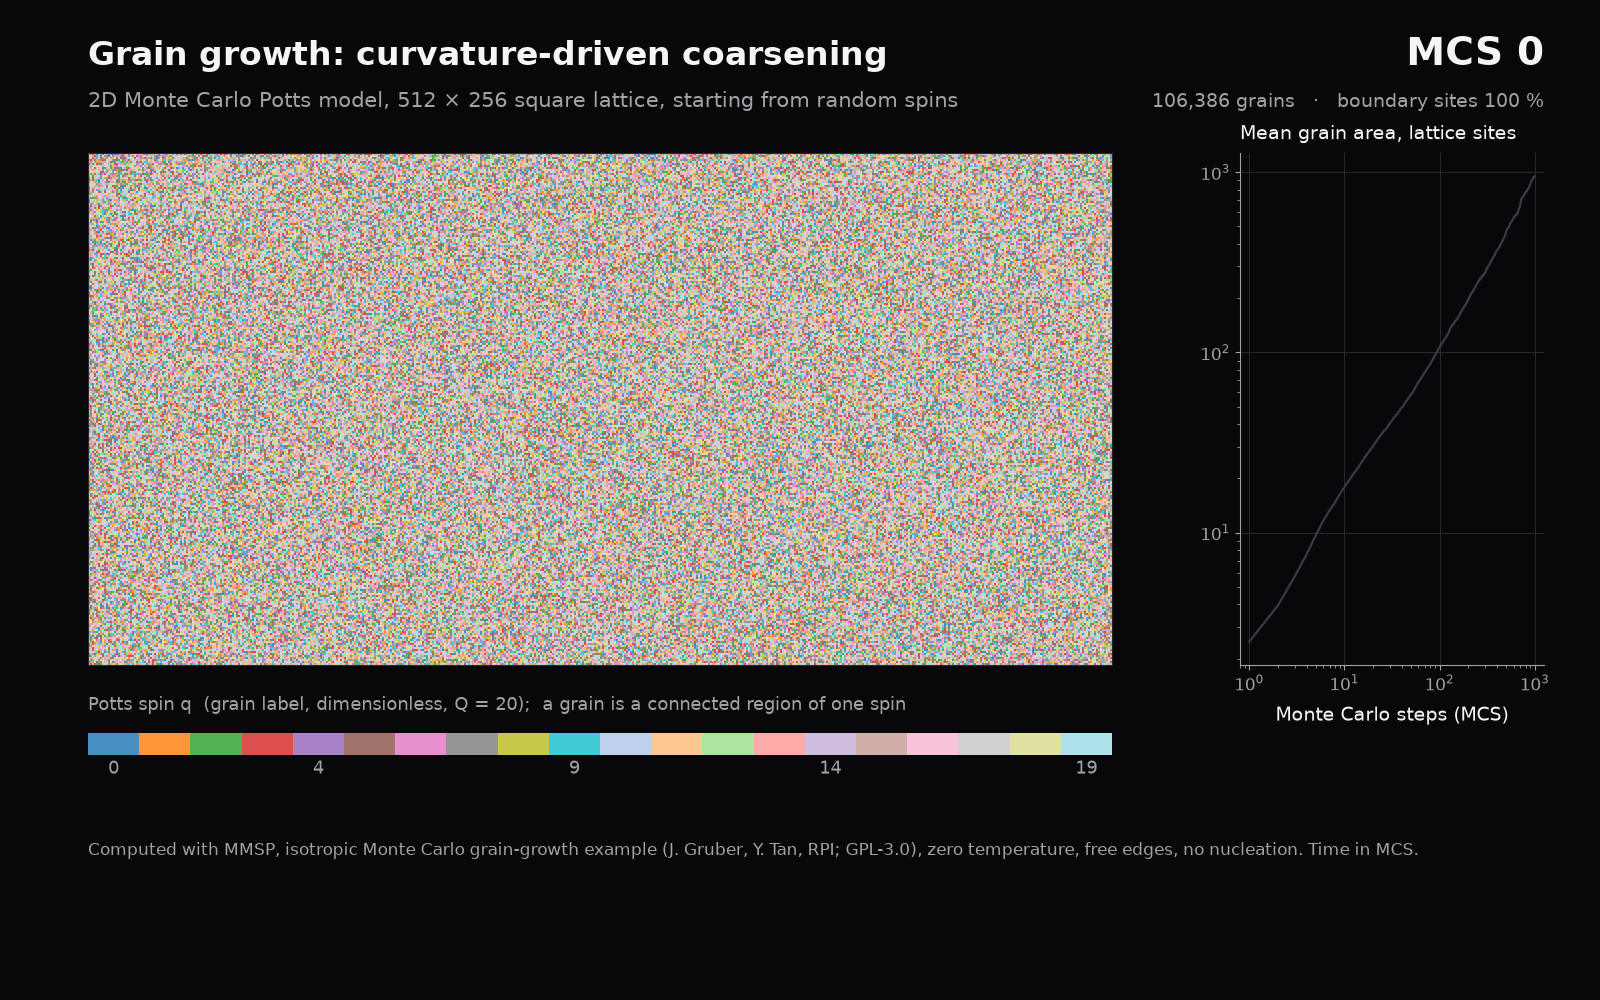 Grain growth: curvature-driven coarsening
MCS 0
2D Monte Carlo Potts model, 512 × 256 square lattice, starting from random spins
106,386 grains · boundary sites 100 %
Mean grain area, lattice sites
10³
10²
10¹
10⁰ 10¹ 10² 10³
Monte Carlo steps (MCS)
Potts spin q (grain label, dimensionless, Q = 20); a grain is a connected region of one spin
0 4 9 14 19
Computed with MMSP, isotropic Monte Carlo grain-growth example (J. Gruber, Y. Tan, RPI; GPL-3.0), zero temperature, free edges, no nucleation. Time in MCS.